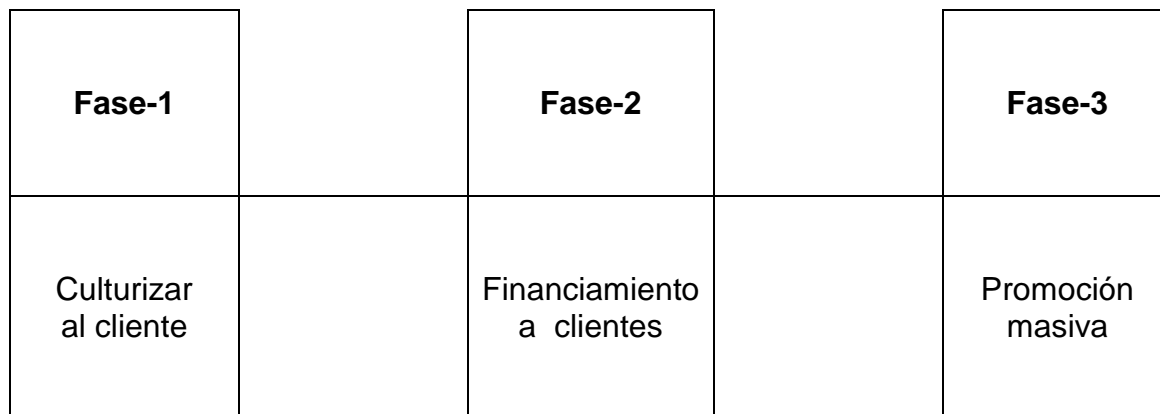 Fase-1
Fase-2
Fase-3
Culturizar
al cliente
Financiamiento
a  clientes
Promoción
masiva